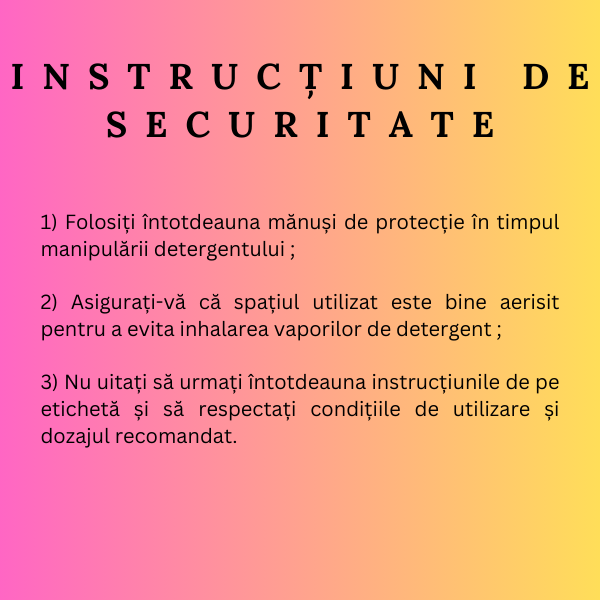 INSTRUCȚIUNI DE
SECURITATE
1) Folosiți întotdeauna mănuși de protecție în timpul
manipulării detergentului ;
2) Asigurați-vă că spațiul utilizat este bine aerisit
pentru a evita inhalarea vaporilor de detergent ;
3) Nu uitați să urmați întotdeauna instrucțiunile de pe
etichetă și să respectați condițiile de utilizare și
dozajul recomandat.